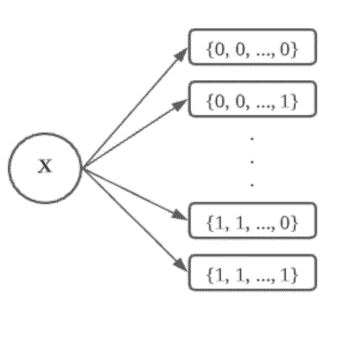 {0, 0, ..., 0}
{0, 0, ..., 1}
.
.
.
X
{1, 1, ..., 0}
{1, 1, ..., 1}